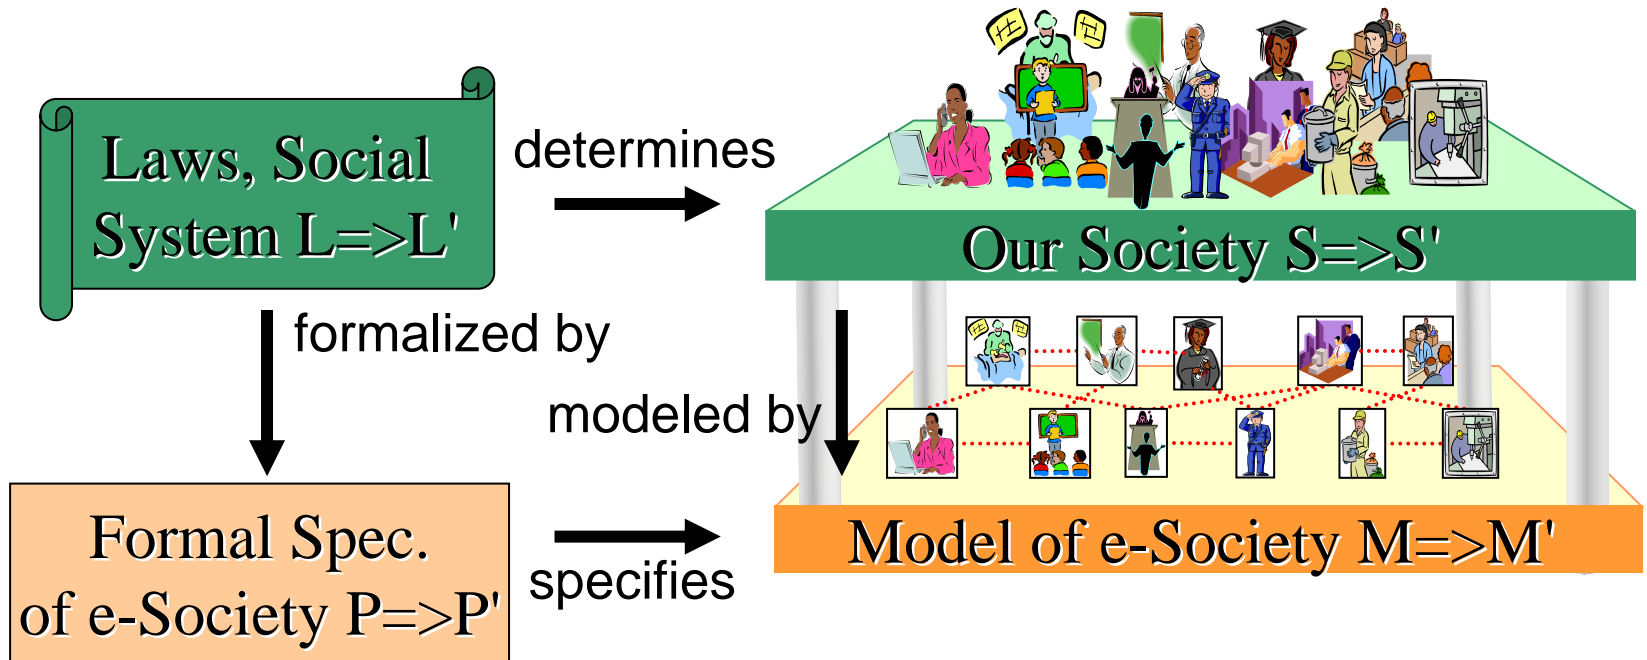 Laws, Social
System L=>L'
determines
Our Society S=>S'
formalized by
modeled by
Formal Spec.
of e-Society P=>P'
specifies
Model of e-Society M=>M'